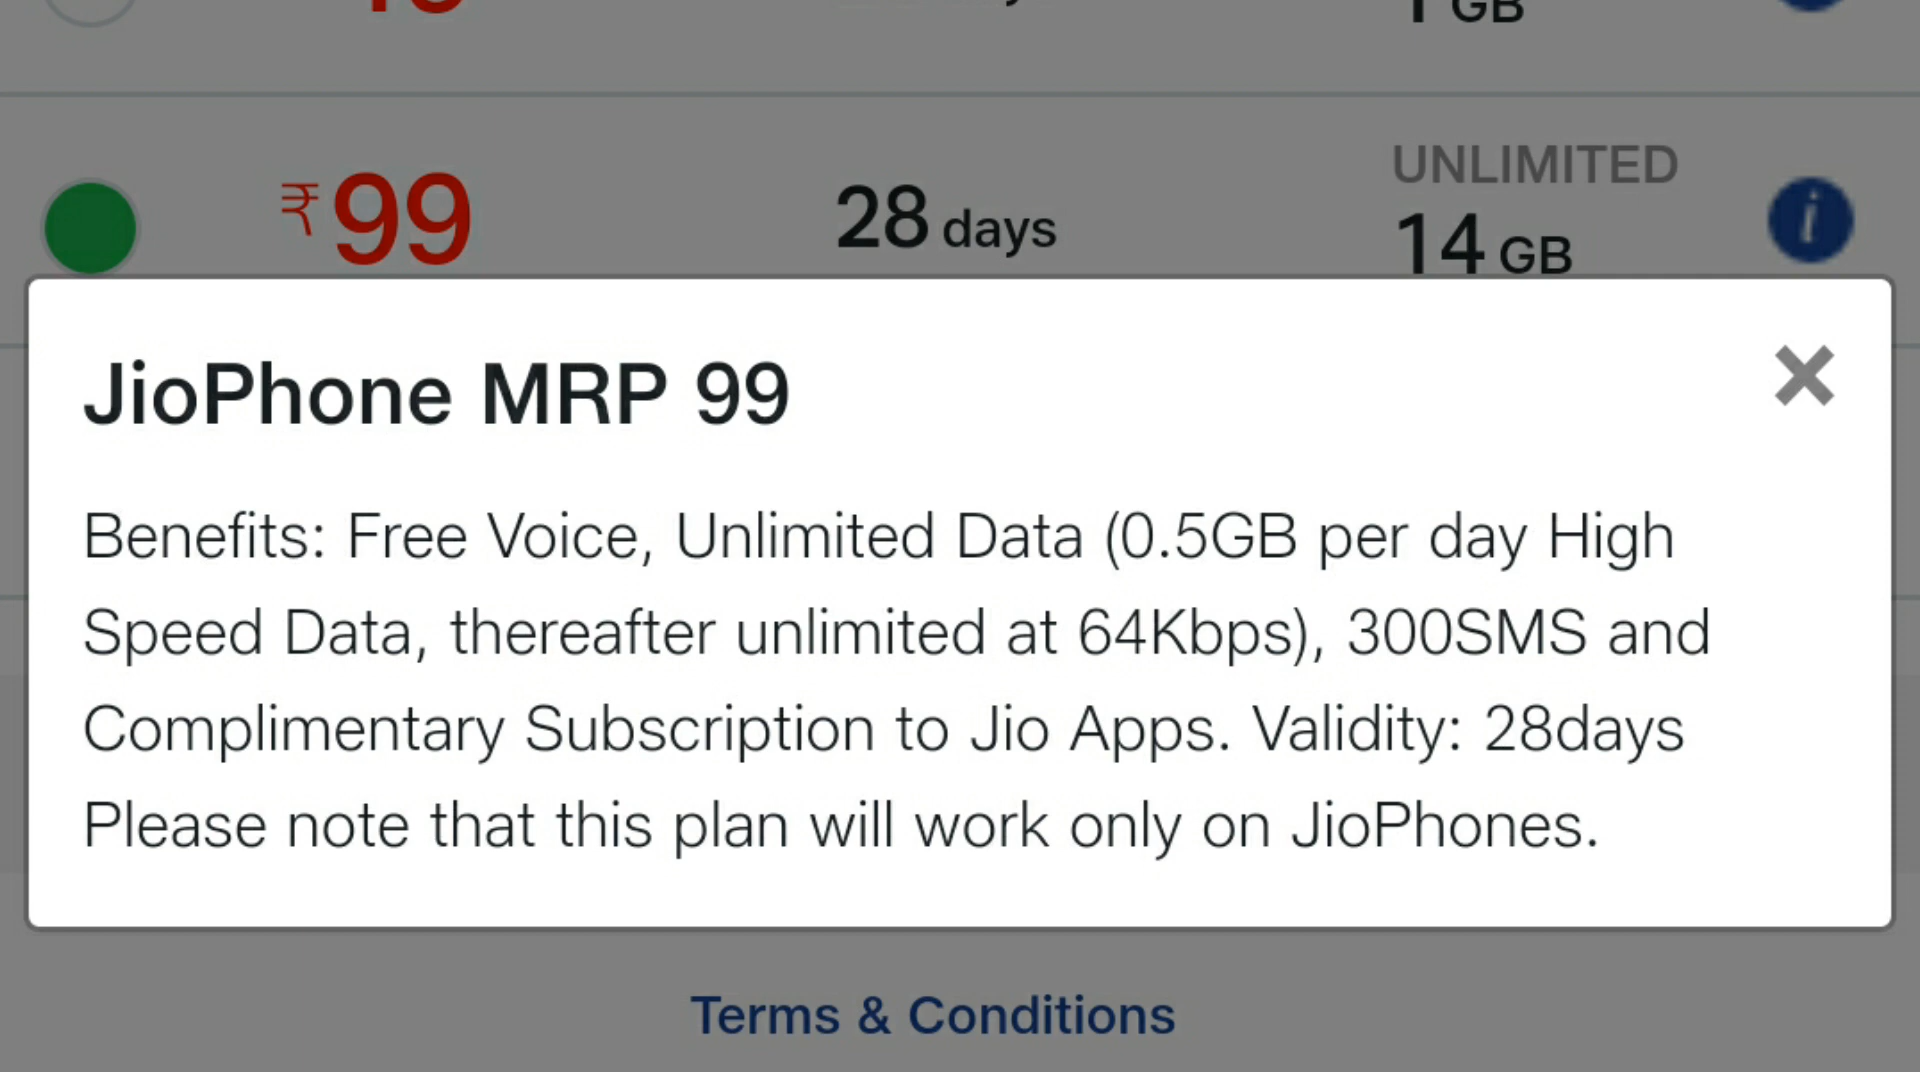 1 GB
UNLIMITED
₹99 28 days 14 GB i
JioPhone MRP 99
Benefits: Free Voice, Unlimited Data (0.5GB per day High
Speed Data, thereafter unlimited at 64Kbps), 300SMS and
Complimentary Subscription to Jio Apps. Validity: 28days
Please note that this plan will work only on JioPhones.
Terms & Conditions